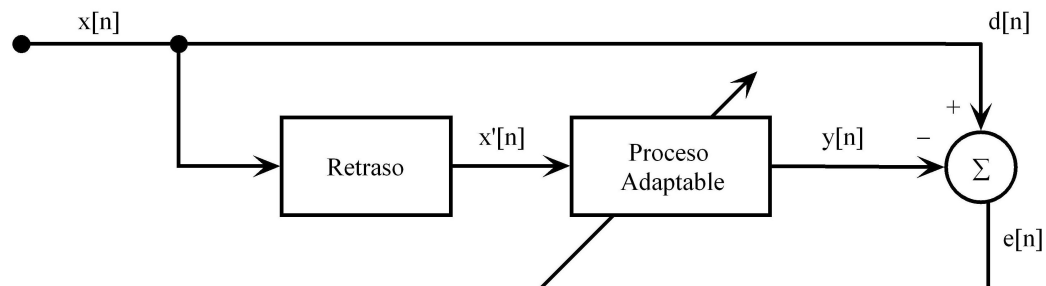 x[n]
d[n]
+
Retraso
x'[n]
Proceso
Adaptable
y[n]
−
Σ
e[n]